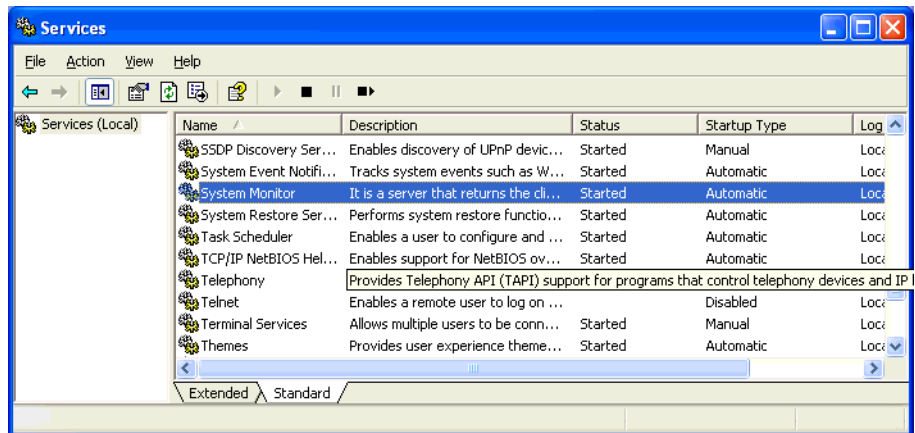 Services
File Action View Help
Services (Local)
Name Description Status Startup Type Log
SSDP Discovery Ser... Enables discovery of UPnP devic... Started Manual Loca
System Event Notifi... Tracks system events such as W... Started Automatic Loca
System Monitor It is a server that returns the cli... Started Automatic Loca
System Restore Ser... Performs system restore functio... Started Automatic Loca
Task Scheduler Enables a user to configure and ... Started Automatic Loca
TCP/IP NetBIOS Hel... Enables support for NetBIOS ov... Started Automatic Loca
Telephony Provides Telephony API (TAPI) support for programs that control telephony devices and IP
Telnet Enables a remote user to log on ... Disabled Loca
Terminal Services Allows multiple users to be conn... Started Manual Loca
Themes Provides user experience theme... Started Automatic Loca
Extended Standard